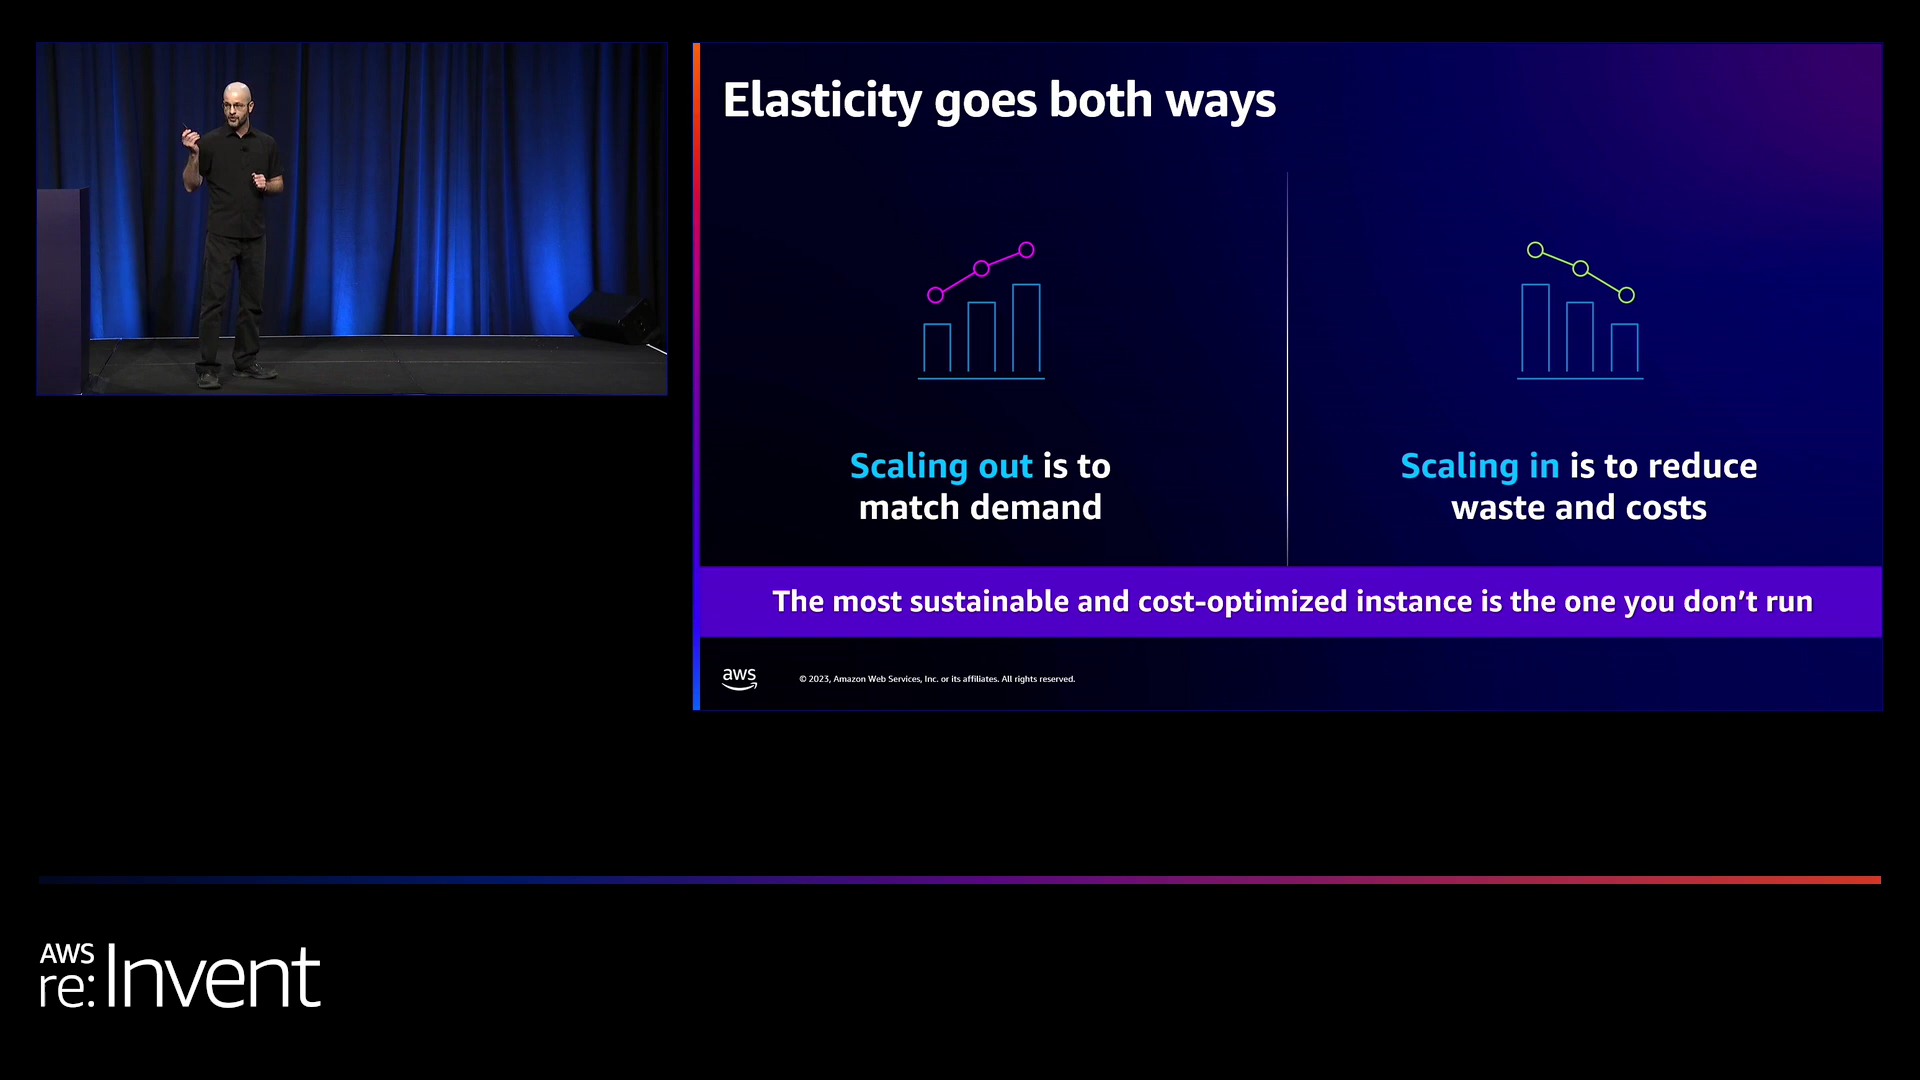 Elasticity goes both ways
Scaling out is to
match demand
Scaling in is to reduce
waste and costs
The most sustainable and cost-optimized instance is the one you don’t run
aws
© 2023, Amazon Web Services, Inc. or its affiliates. All rights reserved.
AWS
re:Invent